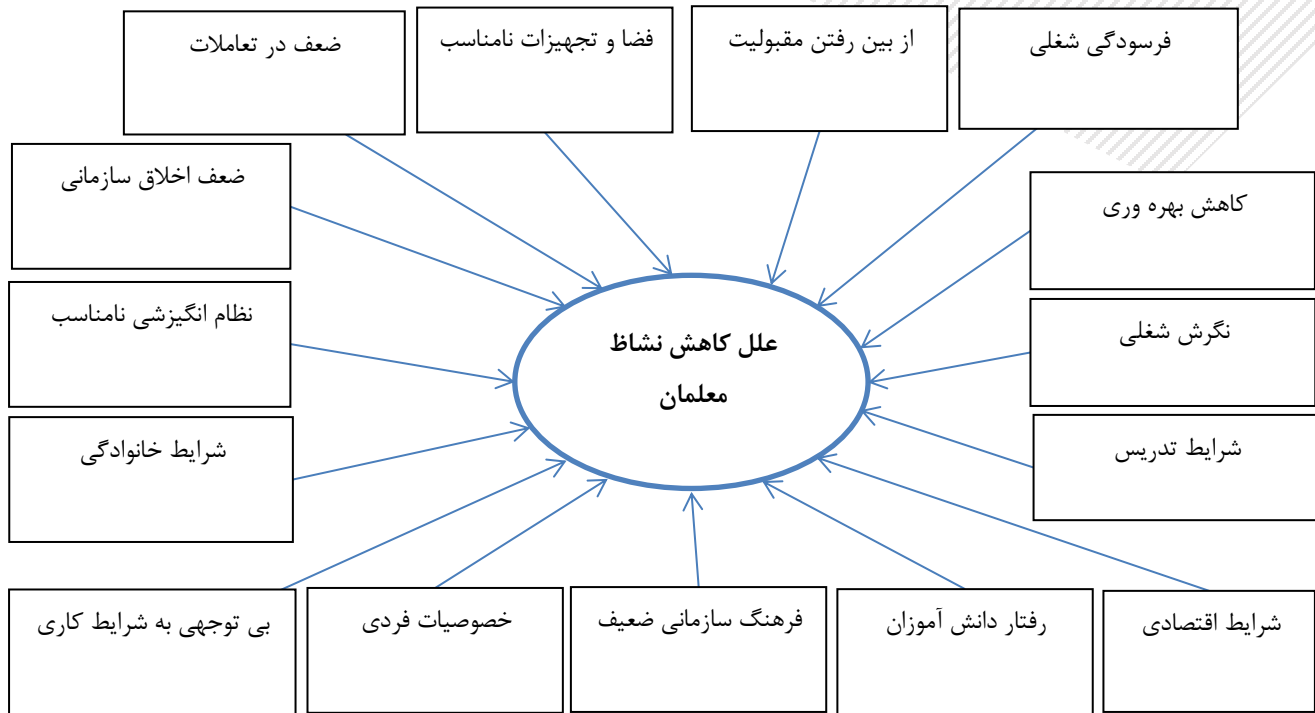 فرسودگی شغلی
از بین رفتن مقبولیت
فضا و تجهیزات نامناسب
ضعف در تعاملات
ضعف اخلاق سازمانی
کاهش بهره وری
نظام انگیزشی نامناسب
نگرش شغلی
علل کاهش نشاظ
معلمان
شرایط تدریس
شرایط خانوادگی
شرایط اقتصادی
رفتار دانش آموزان
فرهنگ سازمانی ضعیف
خصوصیات فردی
بی توجهی به شرایط کاری